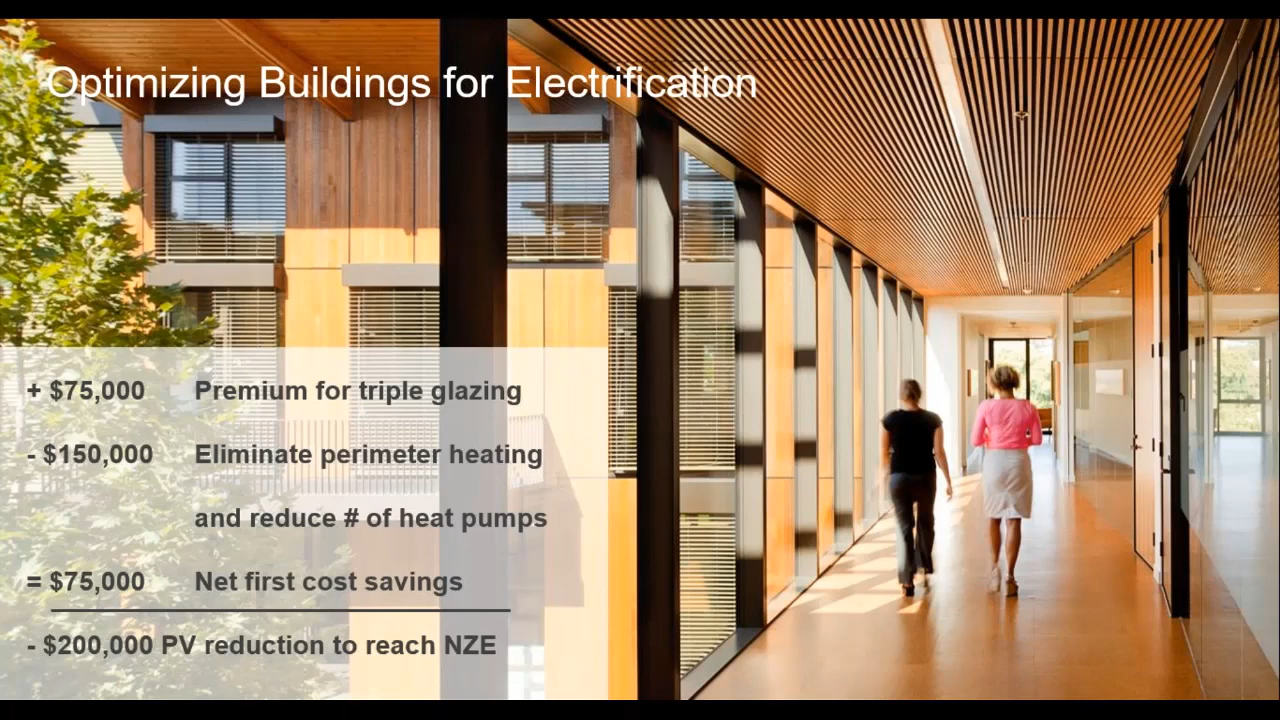 Optimizing Buildings for Electrification
+ $75,000 Premium for triple glazing
- $150,000 Eliminate perimeter heating
and reduce # of heat pumps
= $75,000 Net first cost savings
- $200,000 PV reduction to reach NZE